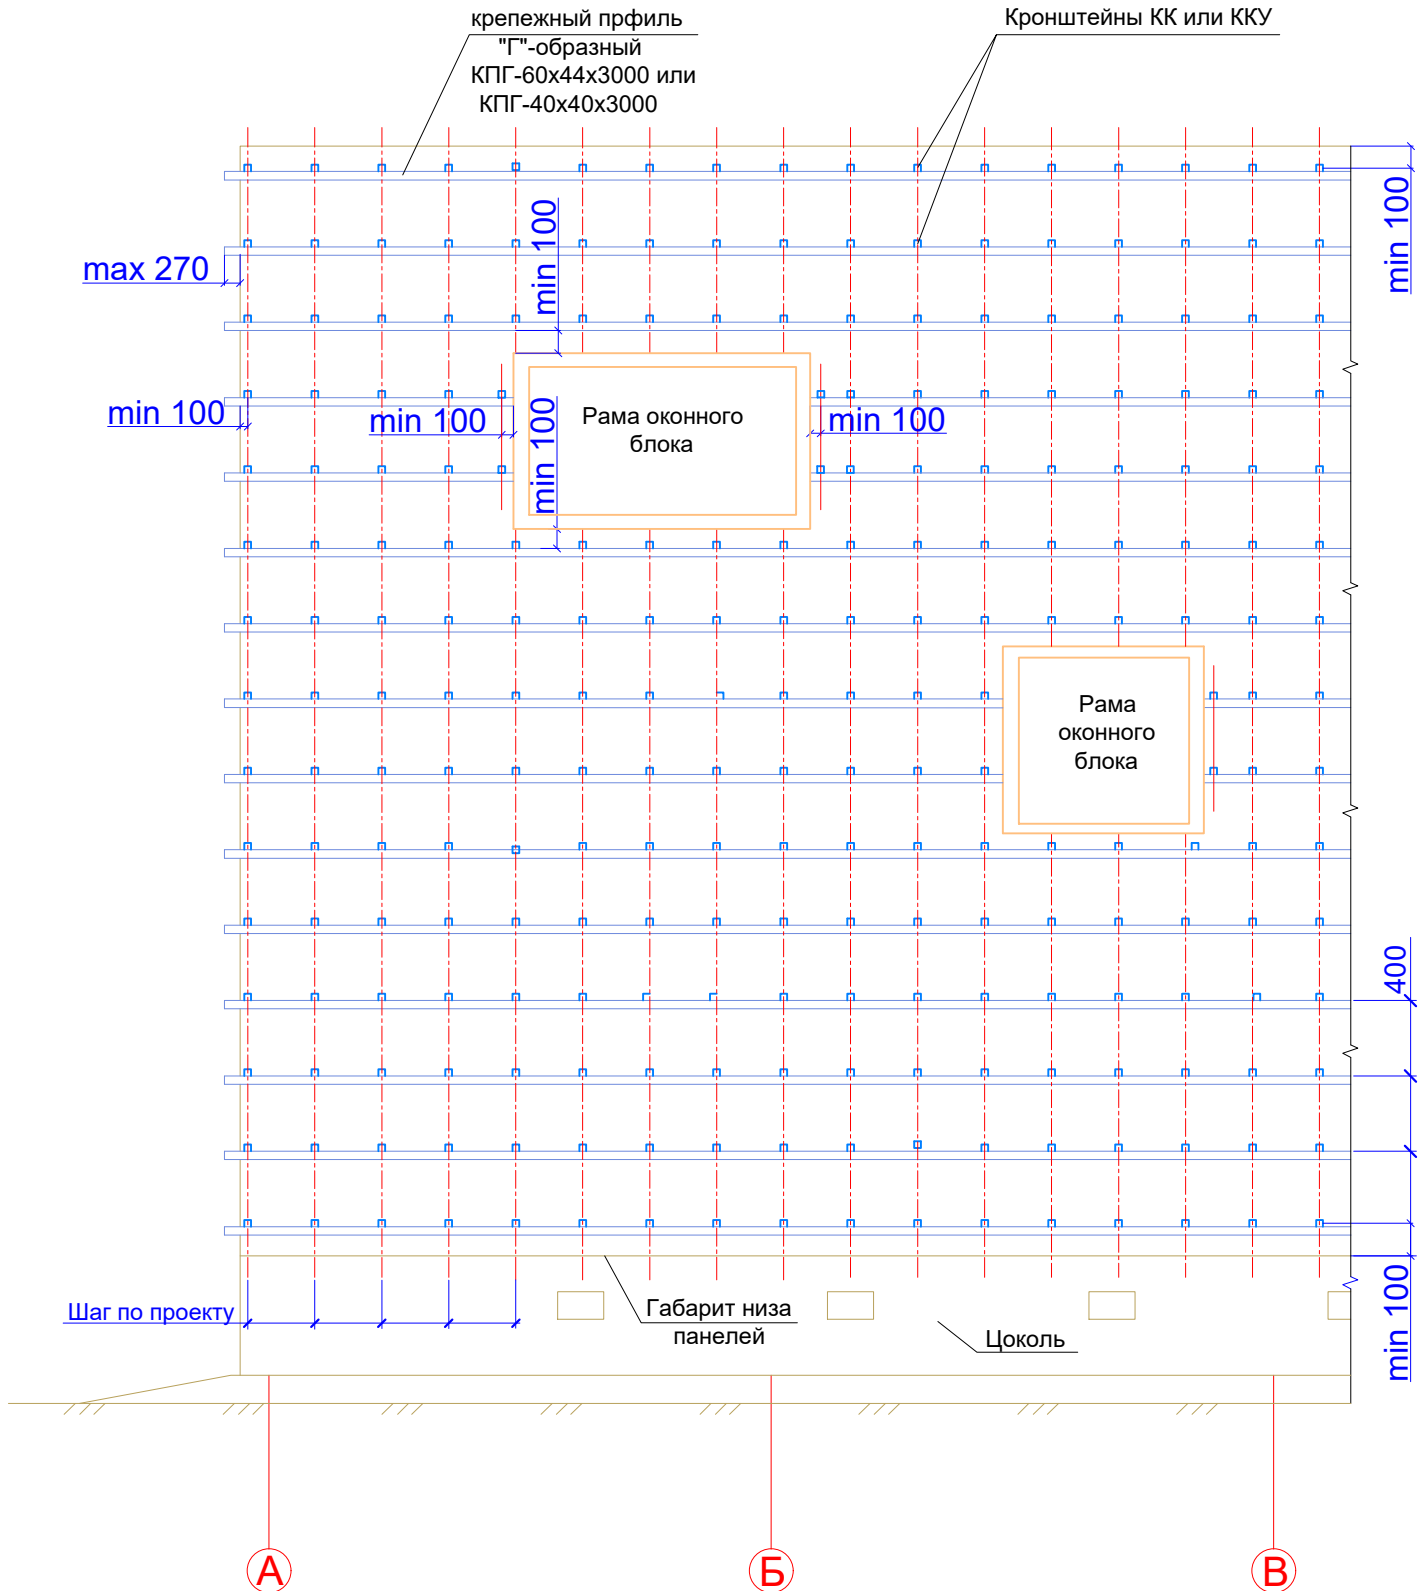 крепежный прфиль
"Г"-образный
КПГ-60х44х3000 или
КПГ-40х40х3000
Кронштейны КК или ККУ
min 100
min 100
max 270
min 100
min 100
min 100
min 100
Рама оконного
блока
Рама
оконного
блока
400
min 100
Шаг по проекту
Габарит низа
панелей
Цоколь
А
Б
В